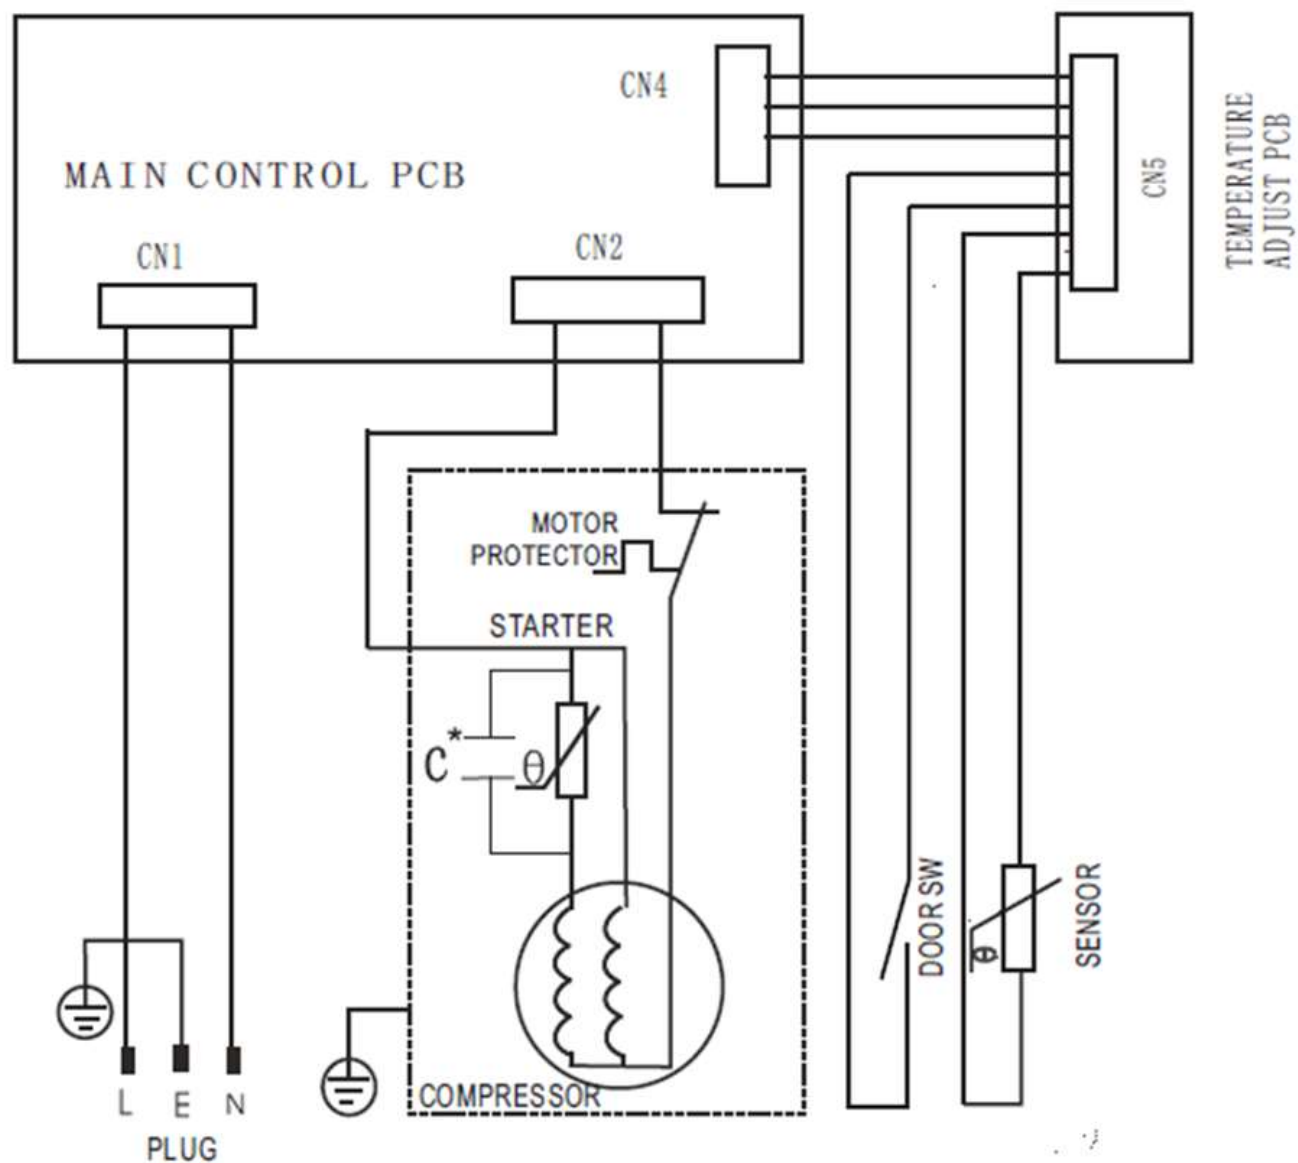 CN4
MAIN CONTROL PCB
CN1
CN2
CN5
TEMPERATURE
ADJUST PCB
MOTOR
PROTECTOR
STARTER
C*
θ
DOOR SW
θ
SENSOR
COMPRESSOR
L E N
PLUG